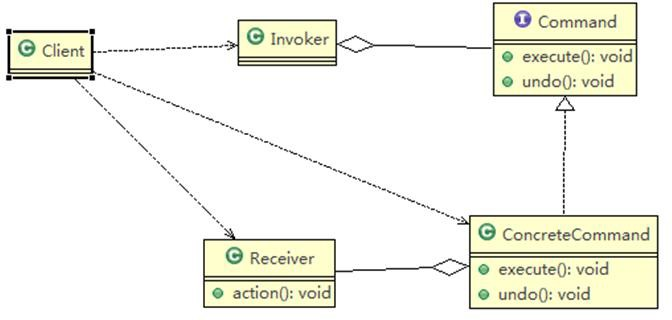 Client
Invoker
Command
execute(): void
undo(): void
Receiver
action(): void
ConcreteCommand
execute(): void
undo(): void